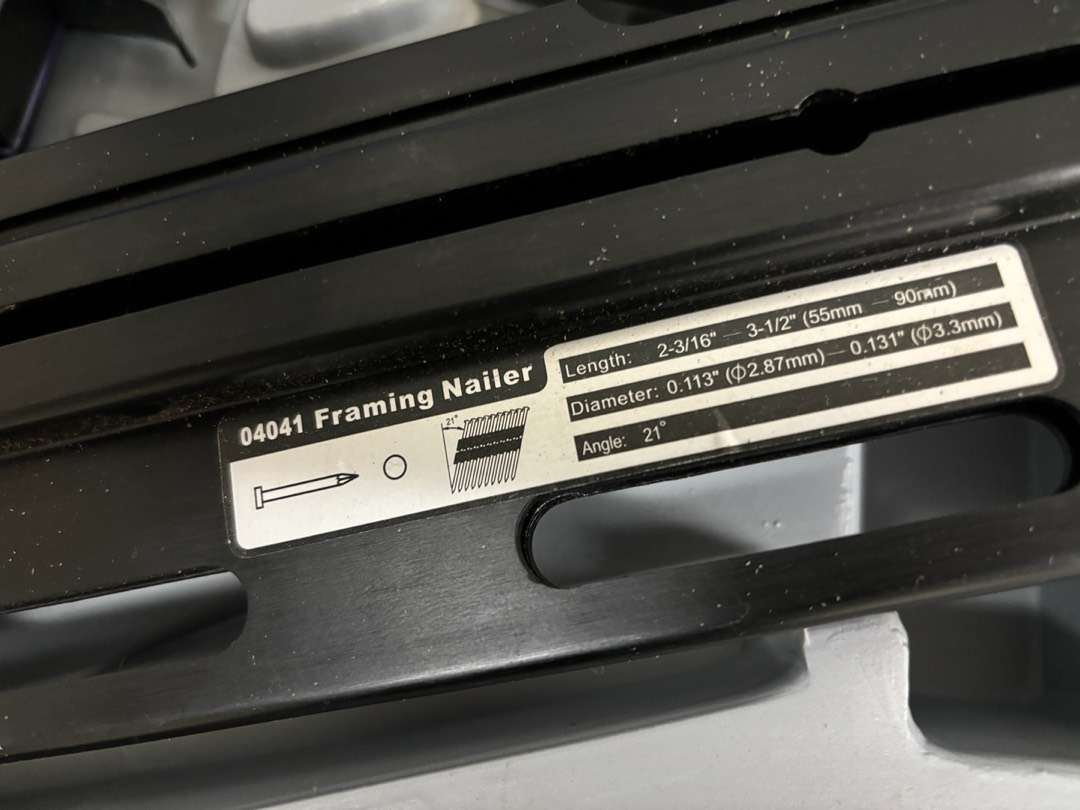 04041 Framing Nailer
21°
Length: 2-3/16" — 3-1/2" (55mm — 90mm)
Diameter: 0.113" (Φ2.87mm) — 0.131" (Φ3.3mm)
Angle: 21°